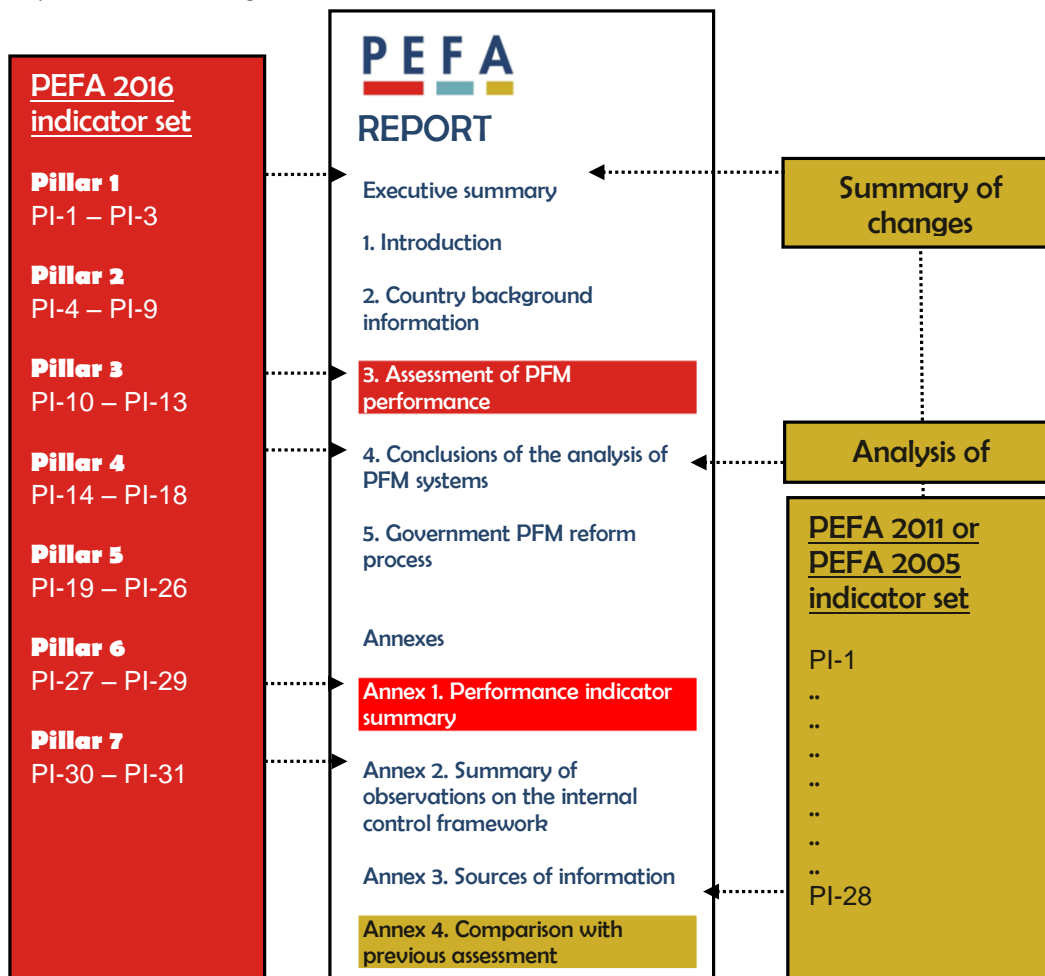 PEFA 2016
indicator set
Pillar 1
PI-1 – PI-3
Pillar 2
PI-4 – PI-9
Pillar 3
PI-10 – PI-13
Pillar 4
PI-14 – PI-18
Pillar 5
PI-19 – PI-26
Pillar 6
PI-27 – PI-29
Pillar 7
PI-30 – PI-31
PEFA
REPORT
Executive summary
1. Introduction
2. Country background
information
3. Assessment of PFM
performance
4. Conclusions of the analysis of
PFM systems
5. Government PFM reform
process
Annexes
Annex 1. Performance indicator
summary
Annex 2. Summary of
observations on the internal
control framework
Annex 3. Sources of information
Annex 4. Comparison with
previous assessment
Summary of
changes
Analysis of
PEFA 2011 or
PEFA 2005
indicator set
PI-1
..
..
..
..
..
..
..
PI-28